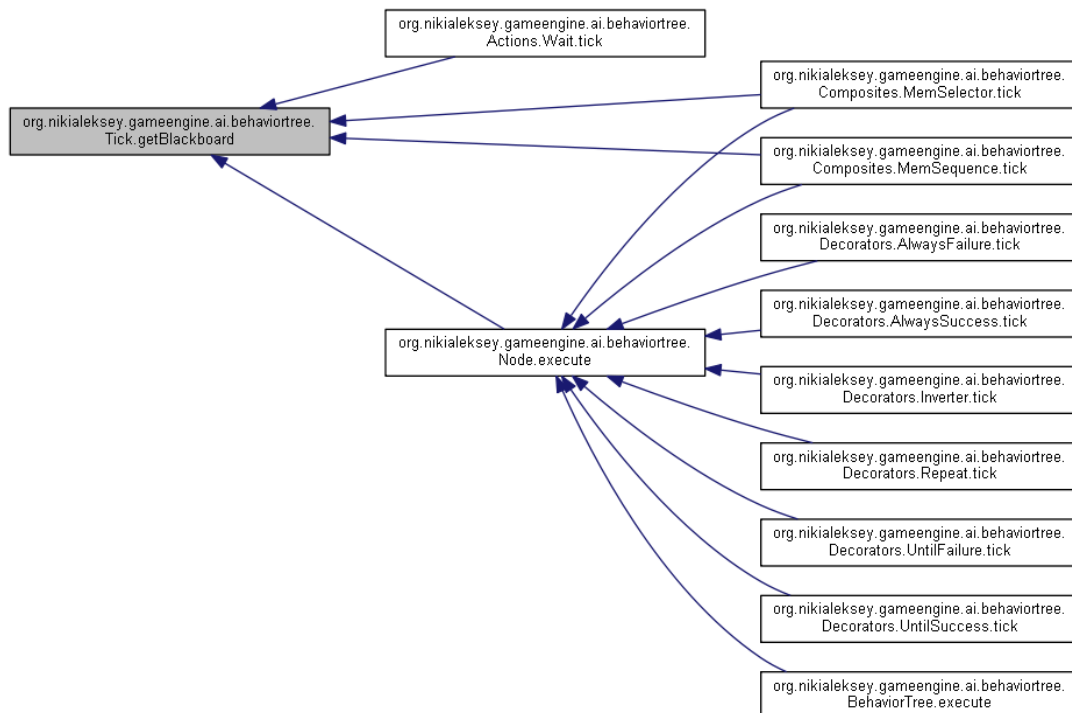 org.nikialeksey.gameengine.ai.behaviortree.
Actions.Wait.tick
org.nikialeksey.gameengine.ai.behaviortree.
Tick.getBlackboard
org.nikialeksey.gameengine.ai.behaviortree.
Composites.MemSelector.tick
org.nikialeksey.gameengine.ai.behaviortree.
Composites.MemSequence.tick
org.nikialeksey.gameengine.ai.behaviortree.
Decorators.AlwaysFailure.tick
org.nikialeksey.gameengine.ai.behaviortree.
Decorators.AlwaysSuccess.tick
org.nikialeksey.gameengine.ai.behaviortree.
Node.execute
org.nikialeksey.gameengine.ai.behaviortree.
Decorators.Inverter.tick
org.nikialeksey.gameengine.ai.behaviortree.
Decorators.Repeat.tick
org.nikialeksey.gameengine.ai.behaviortree.
Decorators.UntilFailure.tick
org.nikialeksey.gameengine.ai.behaviortree.
Decorators.UntilSuccess.tick
org.nikialeksey.gameengine.ai.behaviortree.
BehaviorTree.execute